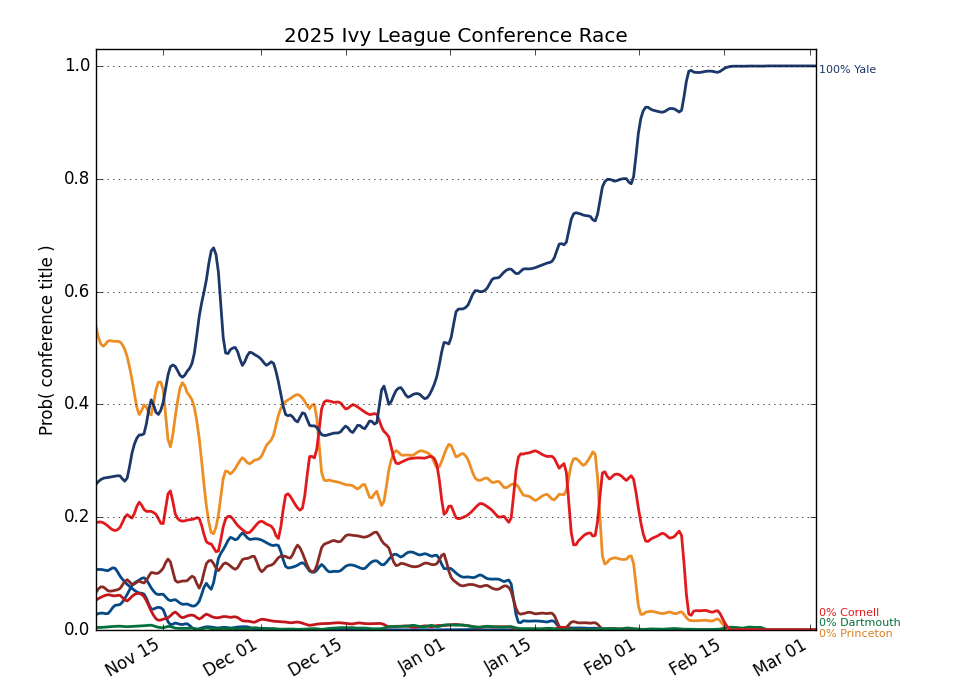 2025 Ivy League Conference Race
Prob( conference title )
1.0
0.8
0.6
0.4
0.2
0.0
Nov 15
Dec 01
Dec 15
Jan 01
Jan 15
Feb 01
Feb 15
Mar 01
100% Yale
0% Cornell
0% Dartmouth
0% Princeton